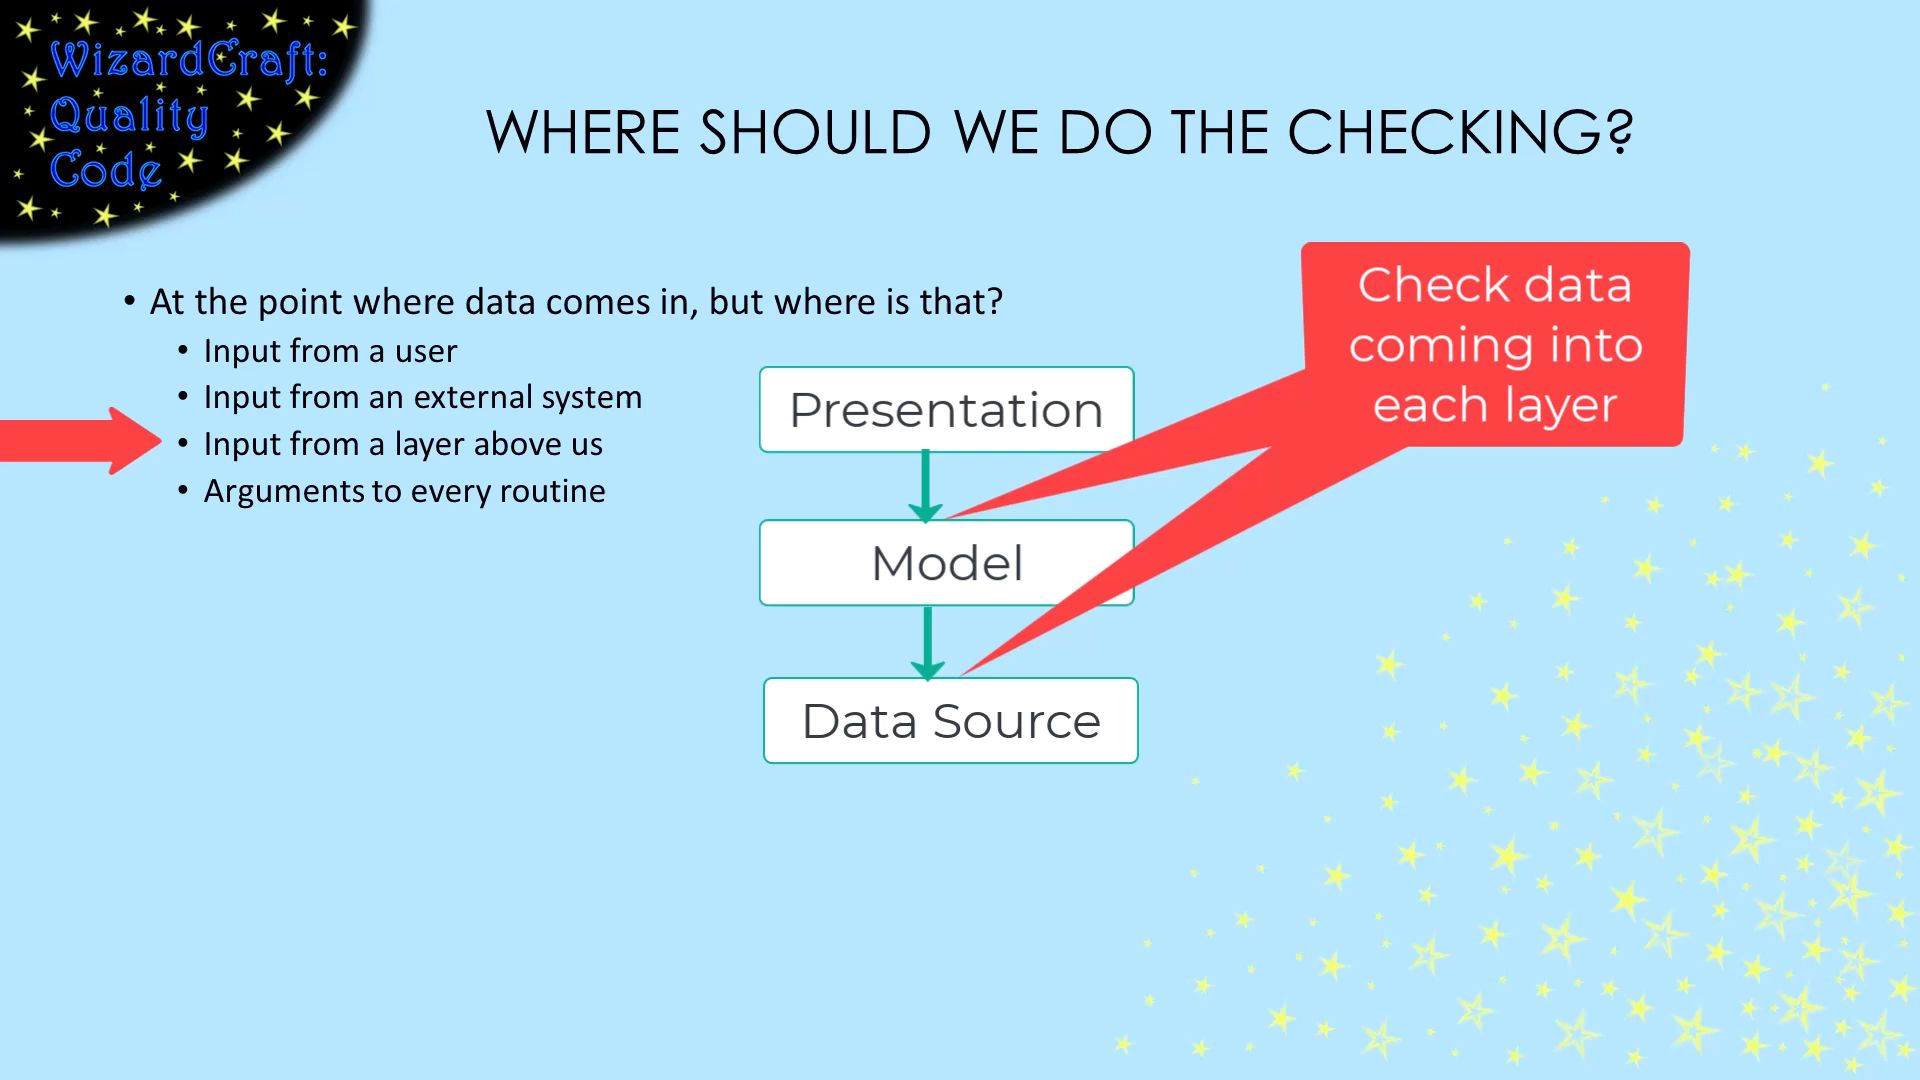 WizardCraft:
Quality
Code
WHERE SHOULD WE DO THE CHECKING?
• At the point where data comes in, but where is that?
• Input from a user
• Input from an external system
• Input from a layer above us
• Arguments to every routine
Presentation
Model
Data Source
Check data
coming into
each layer